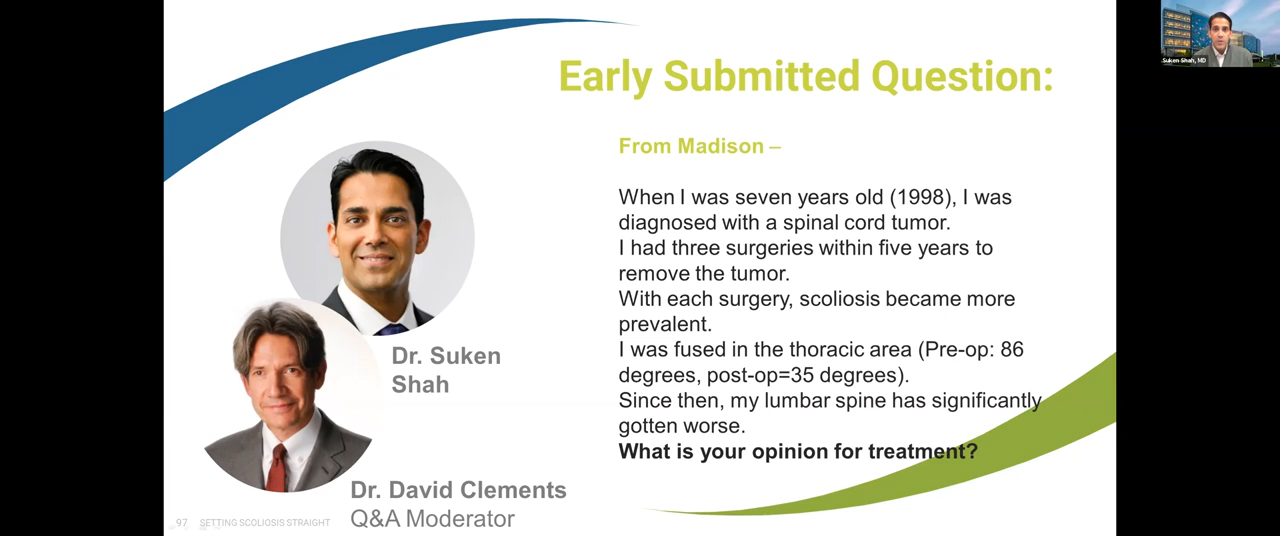 Early Submitted Question:
Suken Shah, MD
From Madison –
When I was seven years old (1998), I was
diagnosed with a spinal cord tumor.
I had three surgeries within five years to
remove the tumor.
With each surgery, scoliosis became more
prevalent.
I was fused in the thoracic area (Pre-op: 86
degrees, post-op=35 degrees).
Since then, my lumbar spine has significantly
gotten worse.
What is your opinion for treatment?
Dr. Suken
Shah
Dr. David Clements
Q&A Moderator
97 SETTING SCOLIOSIS STRAIGHT